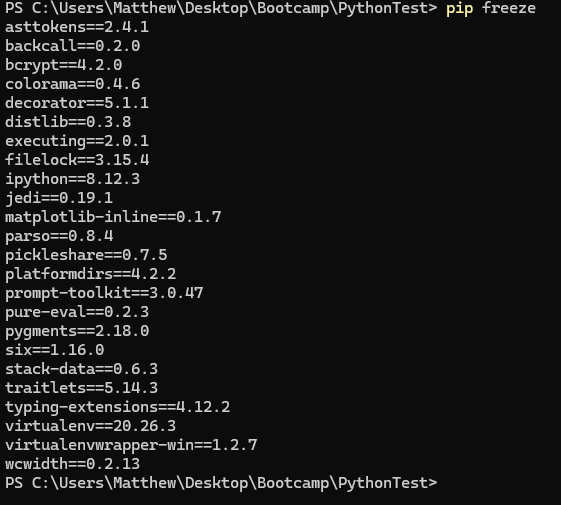 PS C:\Users\Matthew\Desktop\Bootcamp\PythonTest> pip freeze
asttokens==2.4.1
backcall==0.2.0
bcrypt==4.2.0
colorama==0.4.6
decorator==5.1.1
distlib==0.3.8
executing==2.0.1
filelock==3.15.4
ipython==8.12.3
jedi==0.19.1
matplotlib-inline==0.1.7
parso==0.8.4
pickleshare==0.7.5
platformdirs==4.2.2
prompt-toolkit==3.0.47
pure-eval==0.2.3
pygments==2.18.0
six==1.16.0
stack-data==0.6.3
traitlets==5.14.3
typing-extensions==4.12.2
virtualenv==20.26.3
virtualenvwrapper-win==1.2.7
wcwidth==0.2.13
PS C:\Users\Matthew\Desktop\Bootcamp\PythonTest>